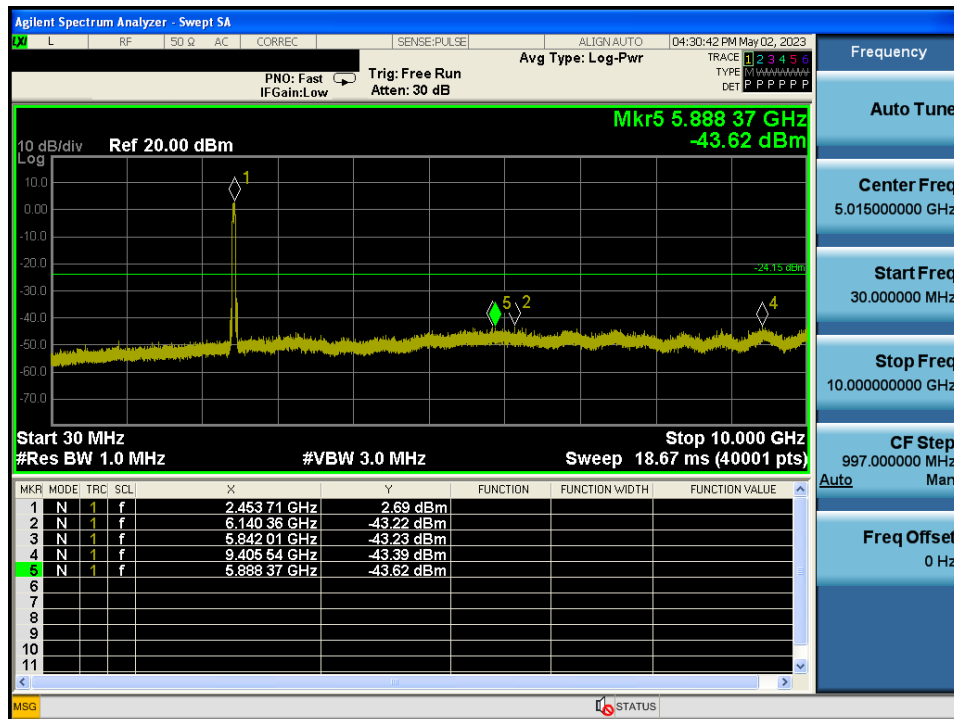 Agilent Spectrum Analyzer - Swept SA
LXI L RF 50 Ω AC CORREC SENSE:PULSE ALIGN AUTO 04:30:42 PM May 02, 2023
Frequency
PNO: Fast
IFGain:Low
Trig: Free Run
Atten: 30 dB
Avg Type: Log-Pwr
TRACE 1 2 3 4 5 6
TYPE M
DET P P P P P P
Auto Tune
Mkr5 5.888 37 GHz
-43.62 dBm
10 dB/div Ref 20.00 dBm
Log
10.0
0.00
-10.0
-20.0
-30.0
-40.0
-50.0
-60.0
-70.0
1
-24.15 dBm
5 2
4
Center Freq
5.015000000 GHz
Start Freq
30.000000 MHz
Stop Freq
10.000000000 GHz
Start 30 MHz Stop 10.000 GHz
#Res BW 1.0 MHz #VBW 3.0 MHz Sweep 18.67 ms (40001 pts)
CF Step
997.000000 MHz
Auto Man
Freq Offset
0 Hz
MKR MODE TRC SCL X Y FUNCTION FUNCTION WIDTH FUNCTION VALUE
1 N 1 f 2.453 71 GHz 2.69 dBm
2 N 1 f 6.140 36 GHz -43.22 dBm
3 N 1 f 5.842 01 GHz -43.23 dBm
4 N 1 f 9.405 54 GHz -43.39 dBm
5 N 1 f 5.888 37 GHz -43.62 dBm
6
7
8
9
10
11
MSG STATUS